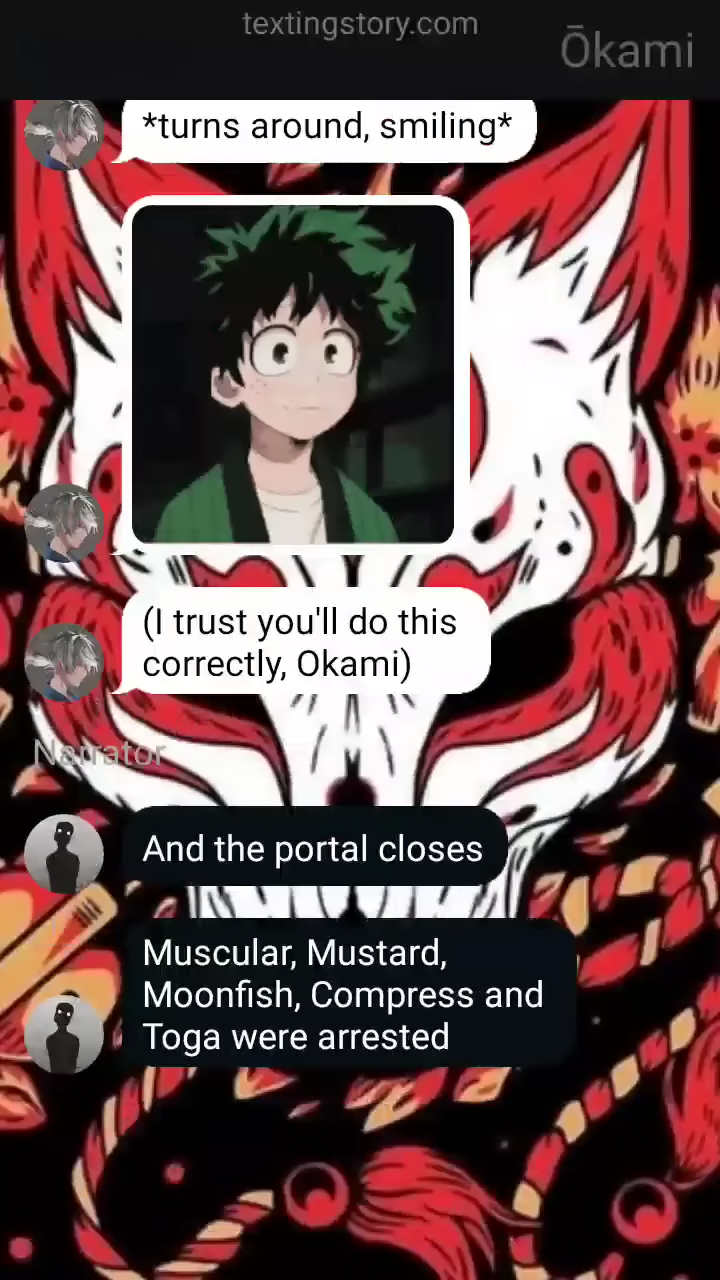 textingstory.com
Ōkami
*turns around, smiling*
(I trust you'll do this
correctly, Okami)
Narrator
And the portal closes
Muscular, Mustard,
Moonfish, Compress and
Toga were arrested